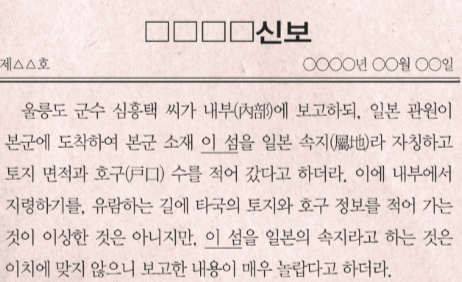 □□□□신보
제△△호 ○○○○년 ○○월 ○○일
울릉도 군수 심흥택 씨가 내부(內部)에 보고하되, 일본 관원이
본군에 도착하여 본군 소재 이 섬을 일본 속지(屬地)라 자칭하고
토지 면적과 호구(戶口) 수를 적어 갔다고 하더라. 이에 내부에서
지령하기를, 유람하는 길에 타국의 토지와 호구 정보를 적어 가는
것이 이상한 것은 아니지만, 이 섬을 일본의 속지라고 하는 것은
이치에 맞지 않으니 보고한 내용이 매우 놀랍다고 하더라.